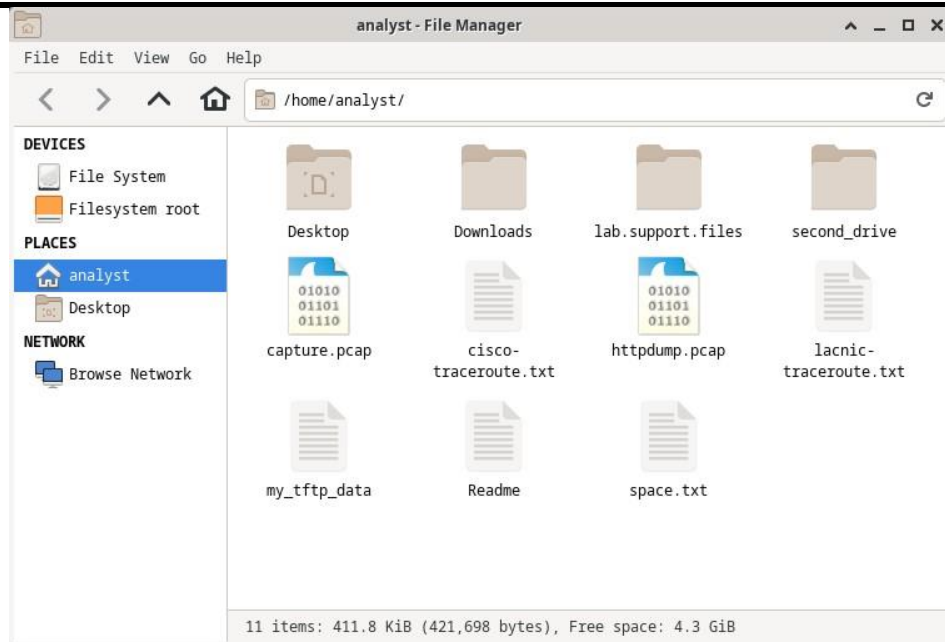 analyst - File Manager
File Edit View Go Help
/home/analyst/
DEVICES
File System
Filesystem root
PLACES
analyst
Desktop
NETWORK
Browse Network
Desktop
Downloads
lab.support.files
second_drive
01010
01101
01110
capture.pcap
cisco-
traceroute.txt
01010
01101
01110
httpdump.pcap
lacnic-
traceroute.txt
my_tftp_data
Readme
space.txt
11 items: 411.8 KiB (421,698 bytes), Free space: 4.3 GiB